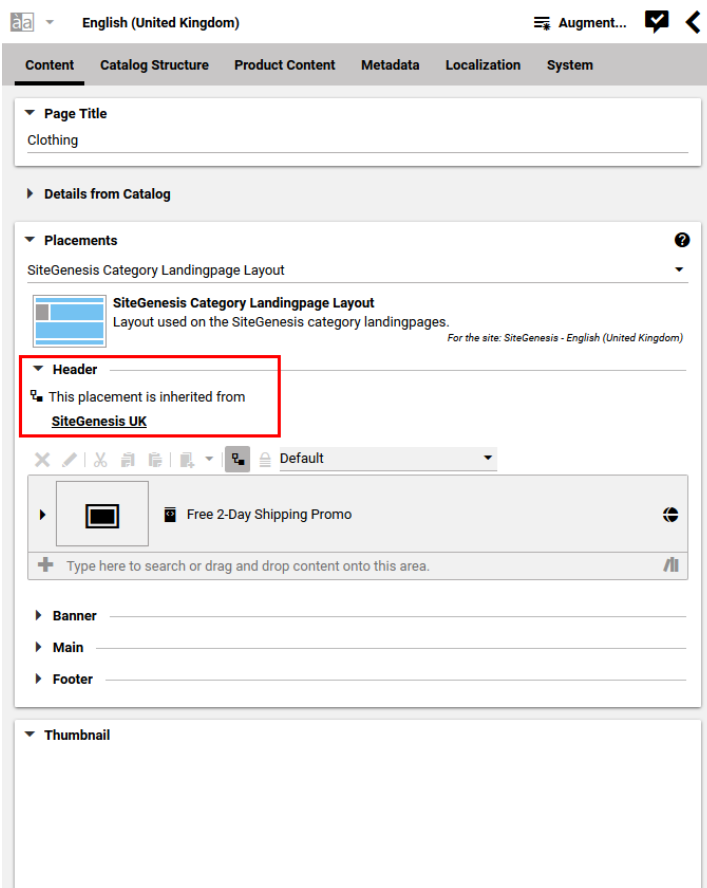 àa English (United Kingdom) Augment...
Content Catalog Structure Product Content Metadata Localization System
Page Title
Clothing
Details from Catalog
Placements
SiteGenesis Category Landingpage Layout
SiteGenesis Category Landingpage Layout
Layout used on the SiteGenesis category landingpages.
For the site: SiteGenesis - English (United Kingdom)
Header
This placement is inherited from
SiteGenesis UK
Default
Free 2-Day Shipping Promo
Type here to search or drag and drop content onto this area.
Banner
Main
Footer
Thumbnail